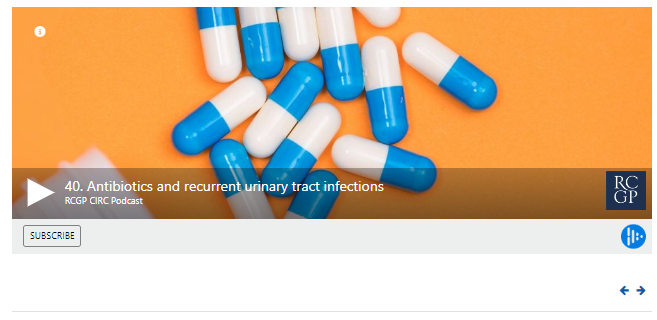 40. Antibiotics and recurrent urinary tract infections
RCGP CIRC Podcast
RC
GP
SUBSCRIBE